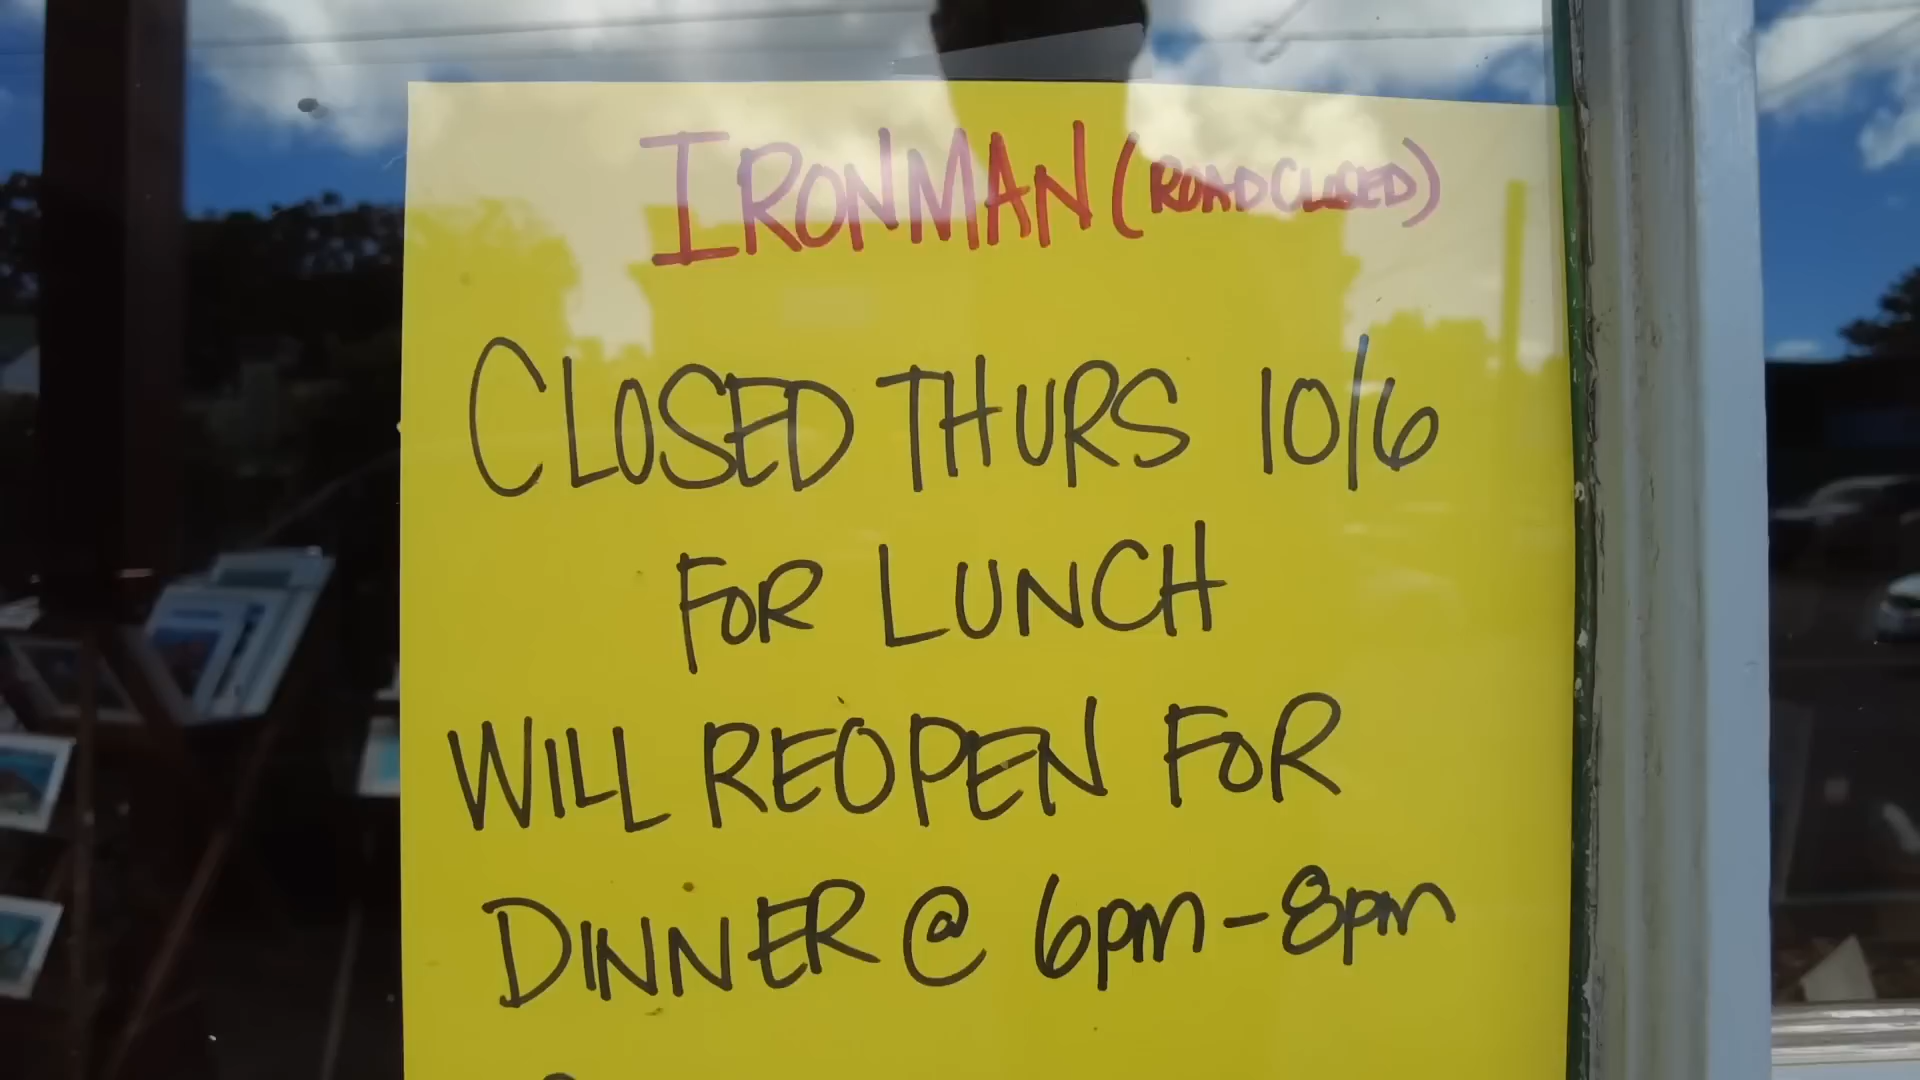 IRONMAN (ROAD CLOSED)
CLOSED THURS 10/6
FOR LUNCH
WILL REOPEN FOR
DINNER @ 6pm-8pm